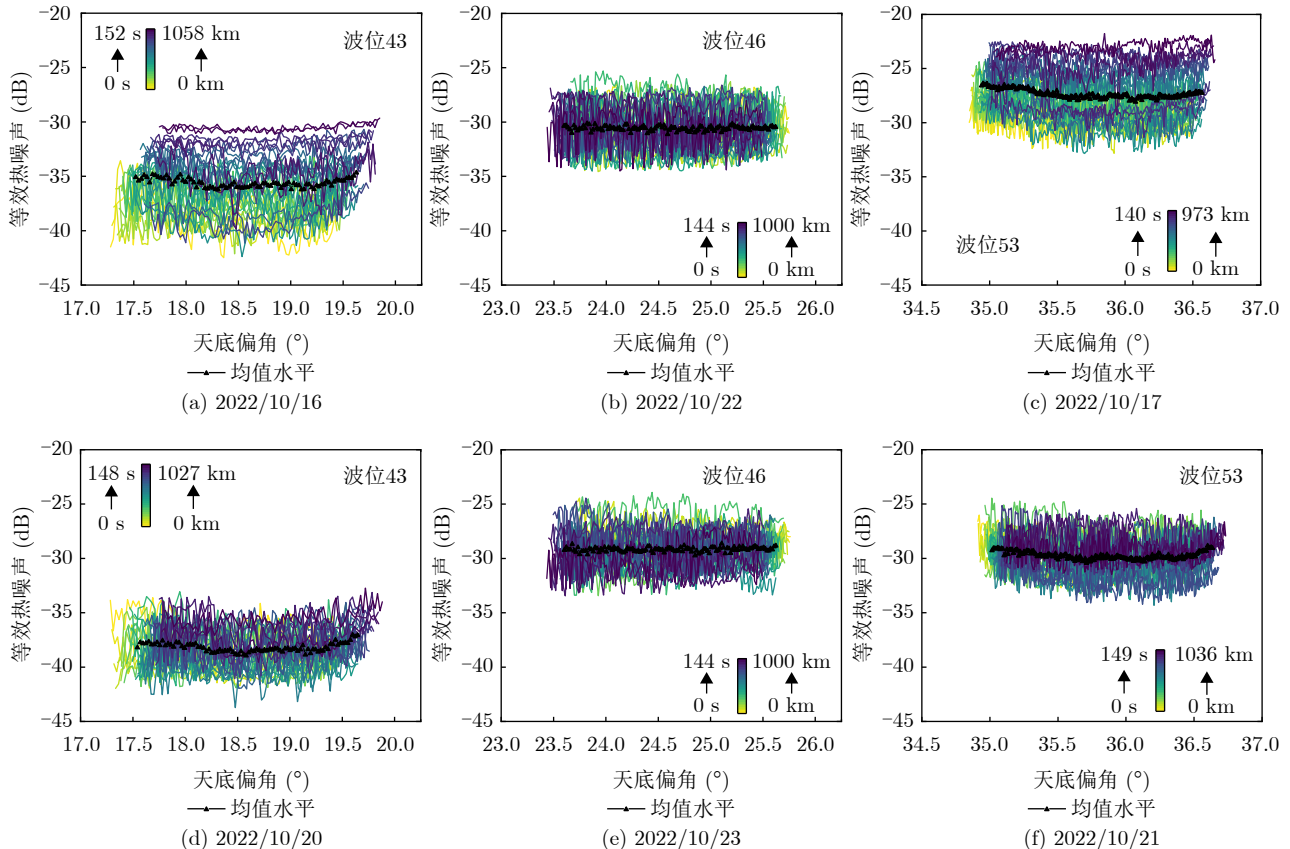 −20
−25
−30
−35
−40
−45
等效热噪声 (dB)
152 s 1058 km
0 s 0 km
波位43
17.0 17.5 18.0 18.5 19.0 19.5 20.0
天底偏角 (°)
均值水平
(a) 2022/10/16
−20
−25
−30
−35
−40
−45
等效热噪声 (dB)
波位46
144 s 1000 km
0 s 0 km
23.0 23.5 24.0 24.5 25.0 25.5 26.0
天底偏角 (°)
均值水平
(b) 2022/10/22
−20
−25
−30
−35
−40
−45
等效热噪声 (dB)
波位53
140 s 973 km
0 s 0 km
34.5 35.0 35.5 36.0 36.5 37.0
天底偏角 (°)
均值水平
(c) 2022/10/17
−20
−25
−30
−35
−40
−45
等效热噪声 (dB)
148 s 1027 km
0 s 0 km
波位43
17.0 17.5 18.0 18.5 19.0 19.5 20.0
天底偏角 (°)
均值水平
(d) 2022/10/20
−20
−25
−30
−35
−40
−45
等效热噪声 (dB)
波位46
144 s 1000 km
0 s 0 km
23.0 23.5 24.0 24.5 25.0 25.5 26.0
天底偏角 (°)
均值水平
(e) 2022/10/23
−20
−25
−30
−35
−40
−45
等效热噪声 (dB)
波位53
149 s 1036 km
0 s 0 km
34.5 35.0 35.5 36.0 36.5 37.0
天底偏角 (°)
均值水平
(f) 2022/10/21